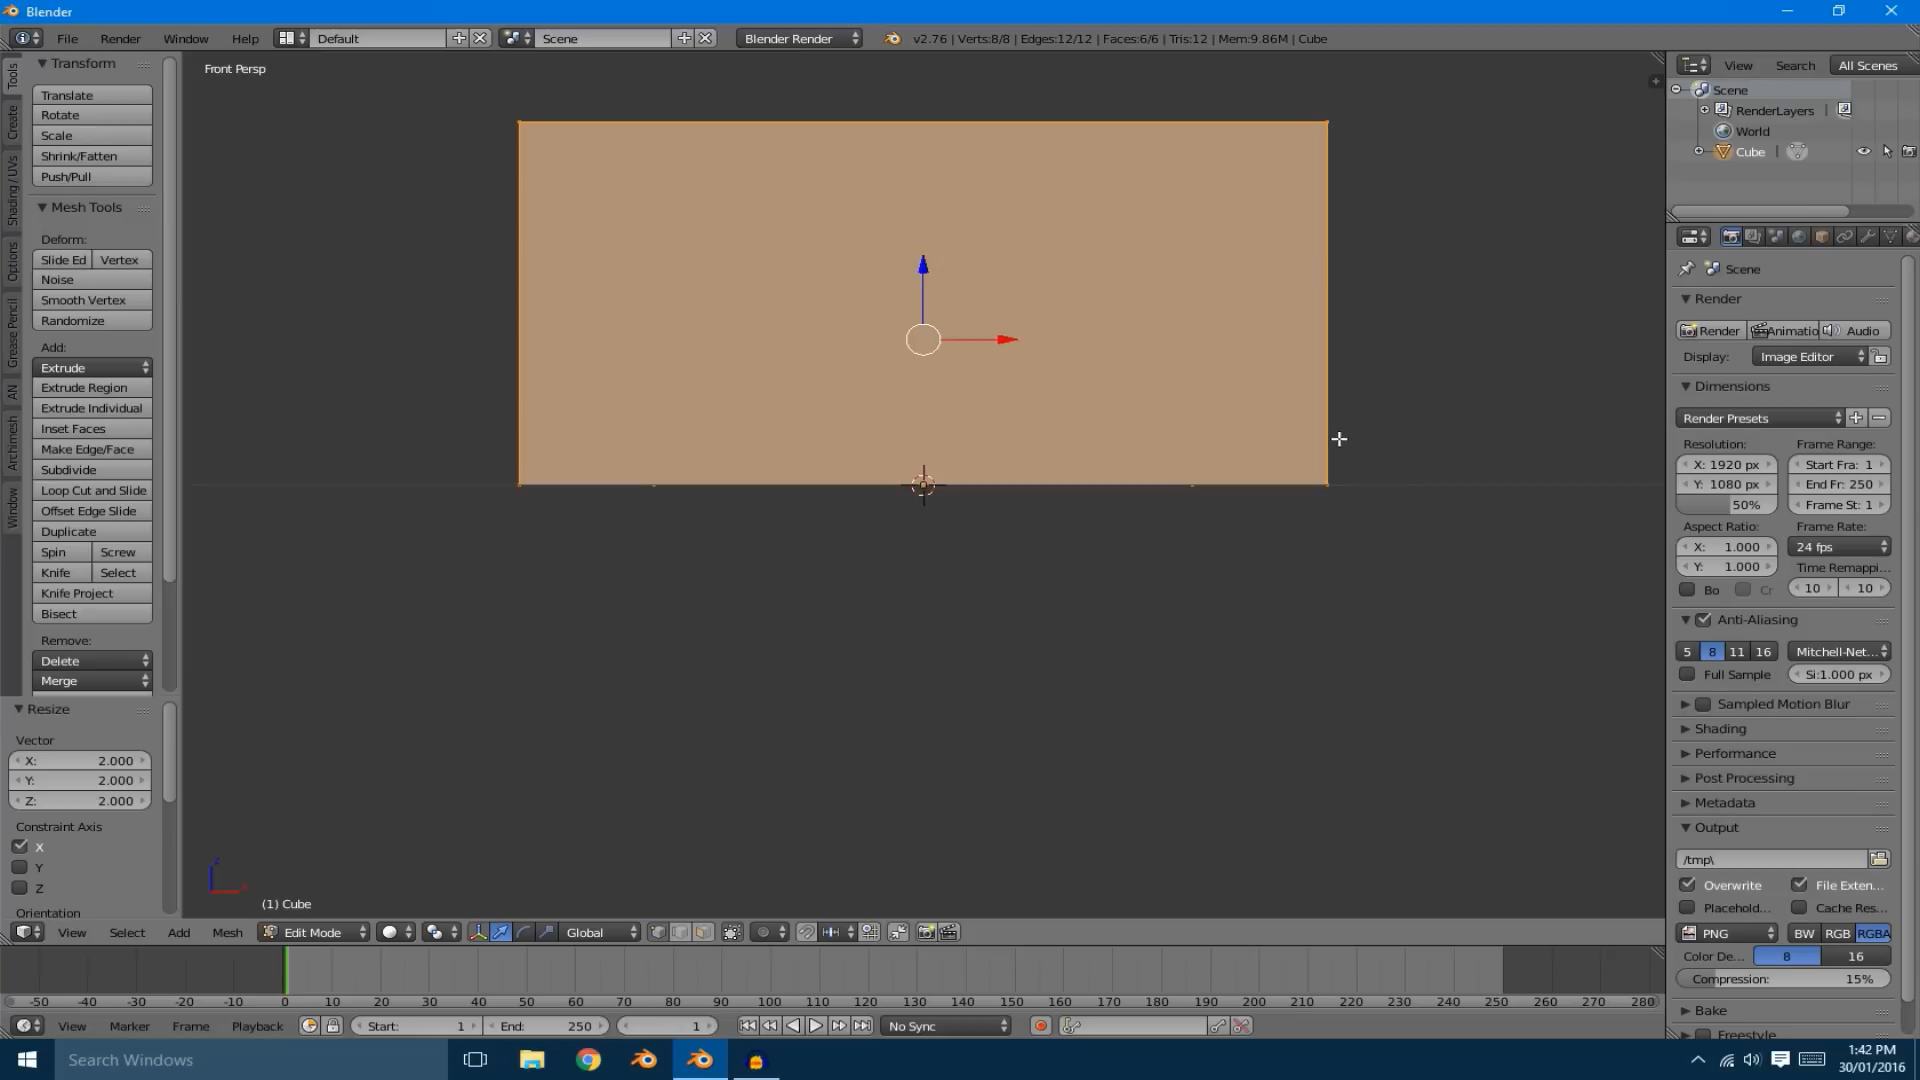 Blender
File Render Window Help Default Scene Blender Render v2.76 | Verts:8/8 | Edges:12/12 | Faces:6/6 | Tris:12 | Mem:9.86M | Cube
Tools
Create
Shading / UVs
Options
Grease Pencil
AN
Archimesh
Window
Transform
Translate
Rotate
Scale
Shrink/Fatten
Push/Pull
Mesh Tools
Deform:
Slide Ed Vertex
Noise
Smooth Vertex
Randomize
Add:
Extrude
Extrude Region
Extrude Individual
Inset Faces
Make Edge/Face
Subdivide
Loop Cut and Slide
Offset Edge Slide
Duplicate
Spin Screw
Knife Select
Knife Project
Bisect
Remove:
Delete
Merge
Resize
Vector
X: 2.000
Y: 2.000
Z: 2.000
Constraint Axis
X
Y
Z
Orientation
Front Persp
(1) Cube
View Select Add Mesh Edit Mode Global
View Search All Scenes
Scene
RenderLayers
World
Cube
Scene
Render
Render Animatio Audio
Display: Image Editor
Dimensions
Render Presets
Resolution: Frame Range:
X: 1920 px Start Fra: 1
Y: 1080 px End Fr: 250
50% Frame St: 1
Aspect Ratio: Frame Rate:
X: 1.000 24 fps
Y: 1.000 Time Remappi...
Bo Cr 10 10
Anti-Aliasing
5 8 11 16 Mitchell-Net...
Full Sample Si:1.000 px
Sampled Motion Blur
Shading
Performance
Post Processing
Metadata
Output
/tmp\
Overwrite File Exten...
Placehold... Cache Res...
PNG BW RGB RGBA
Color De... 8 16
Compression: 15%
Bake
Freestyle
-50 -40 -30 -20 -10 0 10 20 30 40 50 60 70 80 90 100 110 120 130 140 150 160 170 180 190 200 210 220 230 240 250 260 270 280
View Marker Frame Playback Start: 1 End: 250 1 No Sync
Search Windows
1:42 PM
30/01/2016